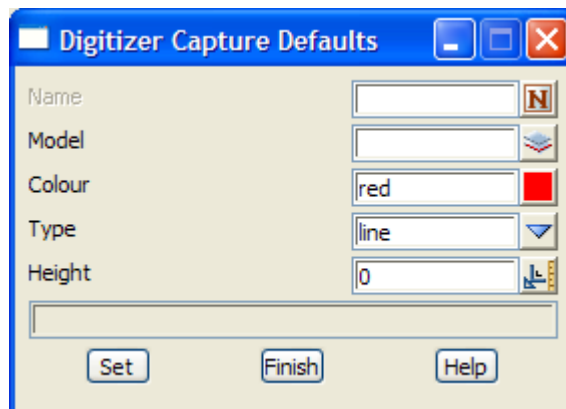 Digitizer Capture Defaults
Name N
Model
Colour red
Type line
Height 0
Set Finish Help